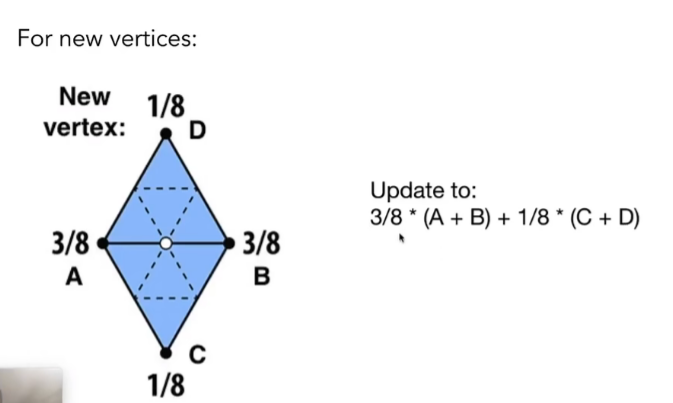 For new vertices:
New 1/8
vertex: D
Update to:
3/8 * (A + B) + 1/8 * (C + D)
3/8 3/8
A B
C
1/8